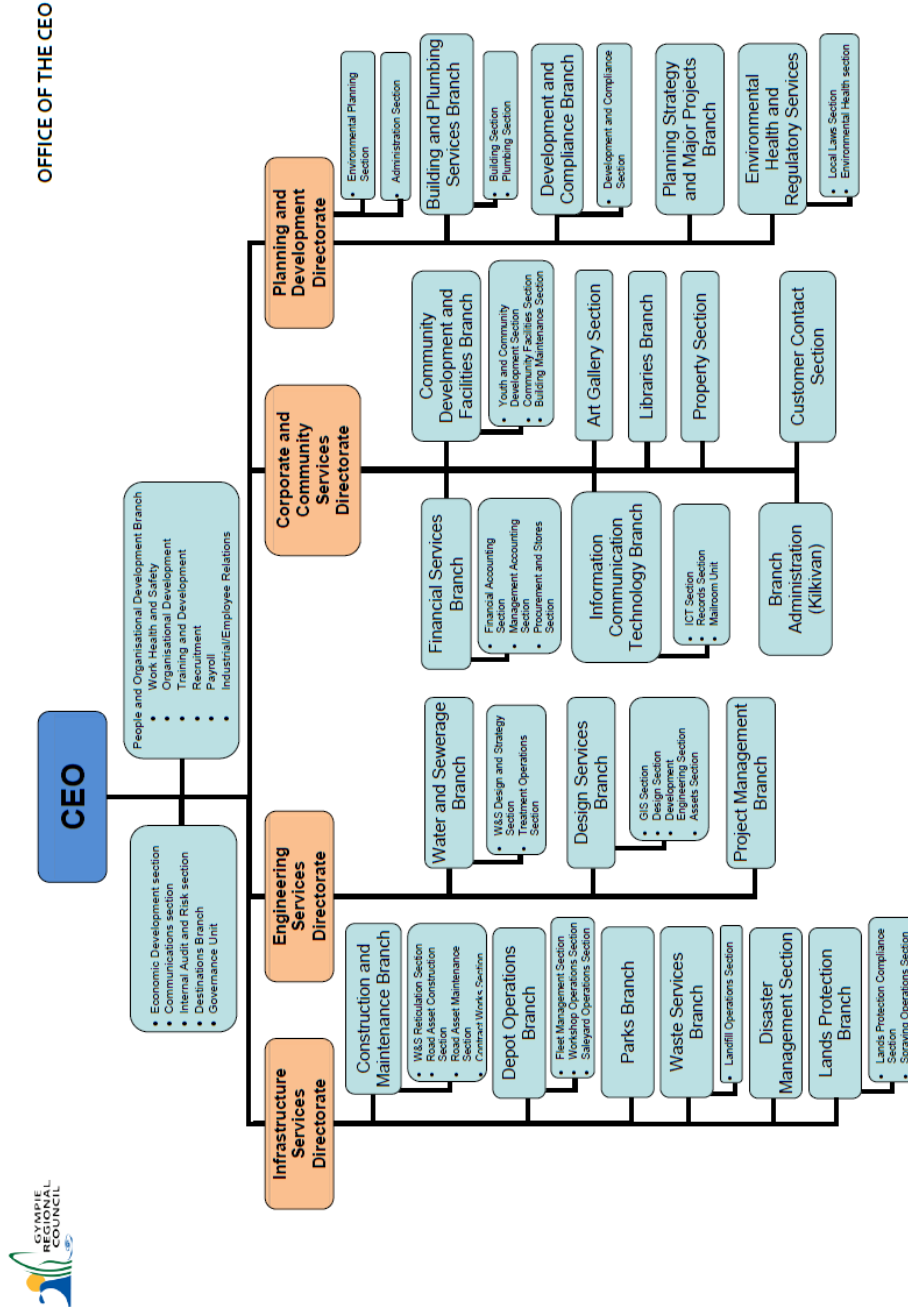 GYMPIE
REGIONAL
COUNCIL
OFFICE OF THE CEO
CEO
• Economic Development section
• Communications section
• Internal Audit and Risk section
• Destinations Branch
• Governance Unit
People and Organisational Development Branch
• Work Health and Safety
• Organisational Development
• Training and Development
• Recruitment
• Payroll
• Industrial/Employee Relations
Infrastructure
Services
Directorate
Construction and
Maintenance Branch
• W&S Reticulation Section
• Road Asset Construction
Section
• Road Asset Maintenance
Section
• Contract Works Section
Depot Operations
Branch
• Fleet Management Section
• Workshop Operations Section
• Saleyard Operations Section
Parks Branch
Waste Services
Branch
• Landfill Operations Section
Disaster
Management Section
Lands Protection
Branch
• Lands Protection Compliance
Section
• Spraying Operations Section
Engineering
Services
Directorate
Water and Sewerage
Branch
• W&S Design and Strategy
Section
• Treatment Operations
Section
Design Services
Branch
• GIS Section
• Design Section
• Development
Engineering Section
• Assets Section
Project Management
Branch
Corporate and
Community
Services
Directorate
Financial Services
Branch
• Financial Accounting
Section
• Management Accounting
Section
• Procurement and Stores
Section
Information
Communication
Technology Branch
• ICT Section
• Records Section
• Mailroom Unit
Branch
Administration
(Kilkivan)
Community
Development and
Facilities Branch
• Youth and Community
Development Section
• Community Facilities Section
• Building Maintenance Section
Art Gallery Section
Libraries Branch
Property Section
Customer Contact
Section
Planning and
Development
Directorate
• Environmental Planning
Section
• Administration Section
Building and Plumbing
Services Branch
• Building Section
• Plumbing Section
Development and
Compliance Branch
• Development and Compliance
Section
Planning Strategy
and Major Projects
Branch
Environmental
Health and
Regulatory Services
• Local Laws Section
• Environmental Health section